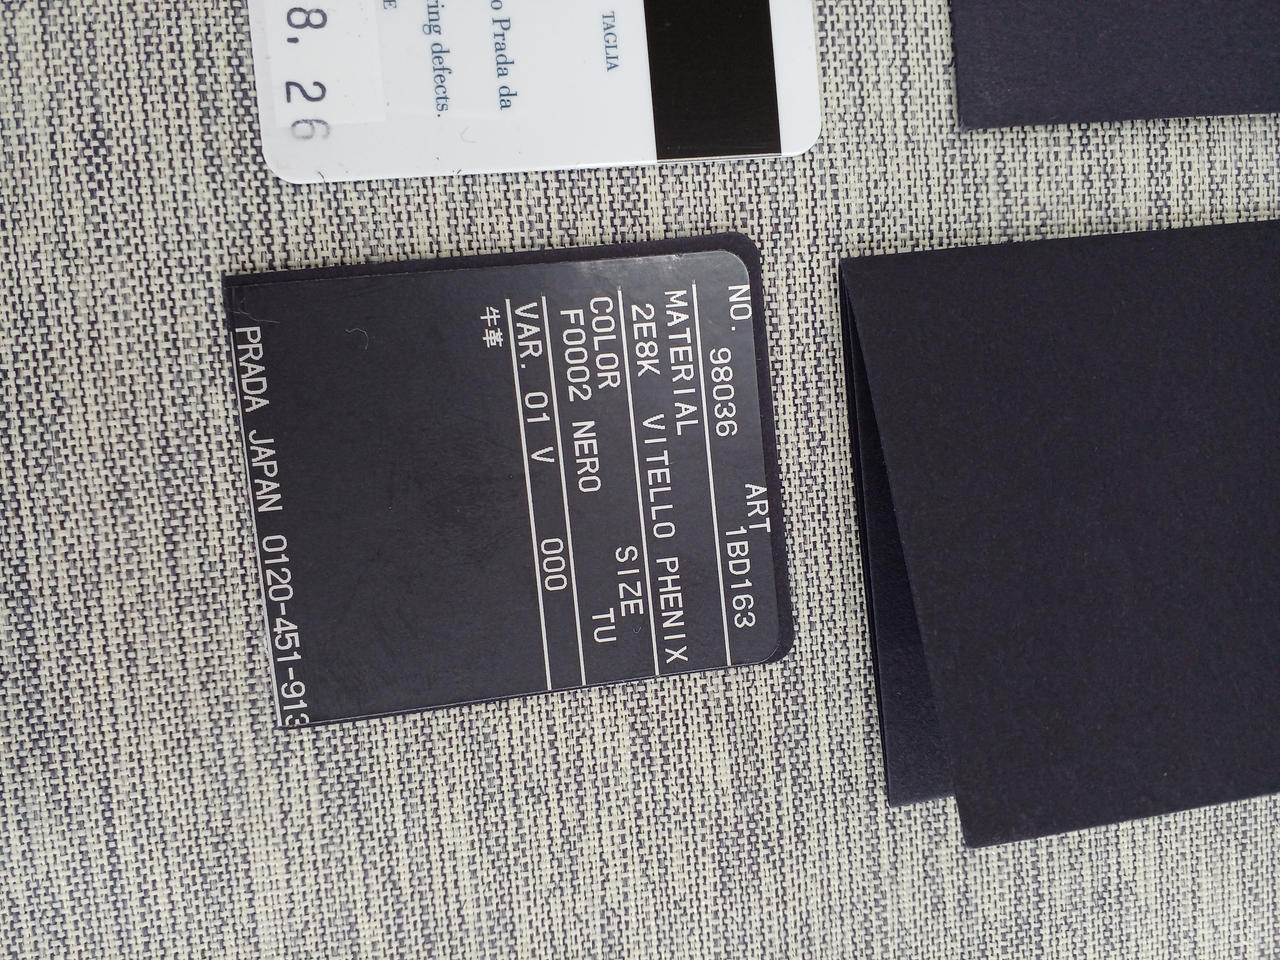 TAGLIA
o Prada da
ring defects.
E
8, 26
NO. 98036 ART 1BD163
MATERIAL
2E8K VITELLO PHENIX
COLOR SIZE
F0002 NERO TU
VAR. 01 V 000
牛革
PRADA JAPAN 0120-451-913